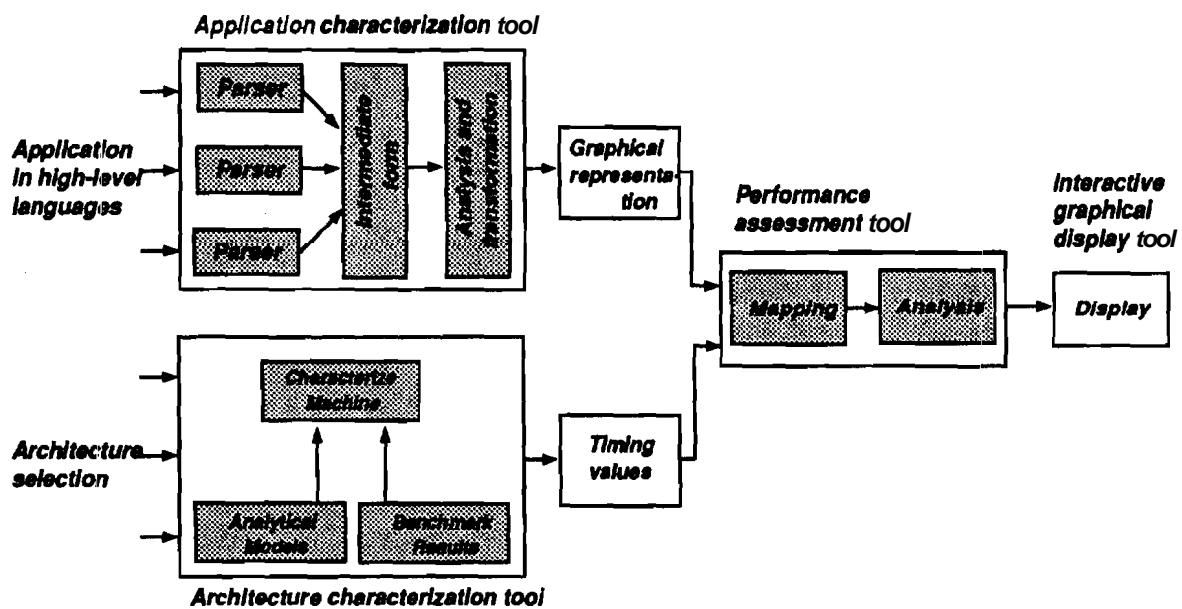 Application characterization tool
Parser
Parser
Parser
Intermediate
form
Analysis and
transformation
Application
in high-level
languages
Graphical
representa-
tion
Performance
assessment tool
Interactive
graphical
display tool
Mapping
Analysis
Display
Characterize
Machine
Architecture
selection
Timing
values
Analytical
Models
Benchmark
Results
Architecture characterization tool